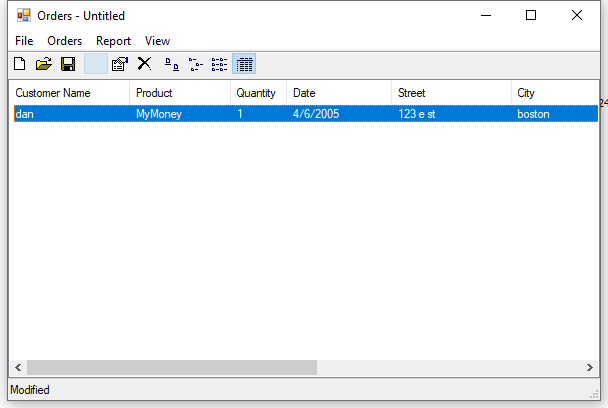 Orders - Untitled
File Orders Report View
Customer Name Product Quantity Date Street City
dan MyMoney 1 4/6/2005 123 e st boston
24
Modified